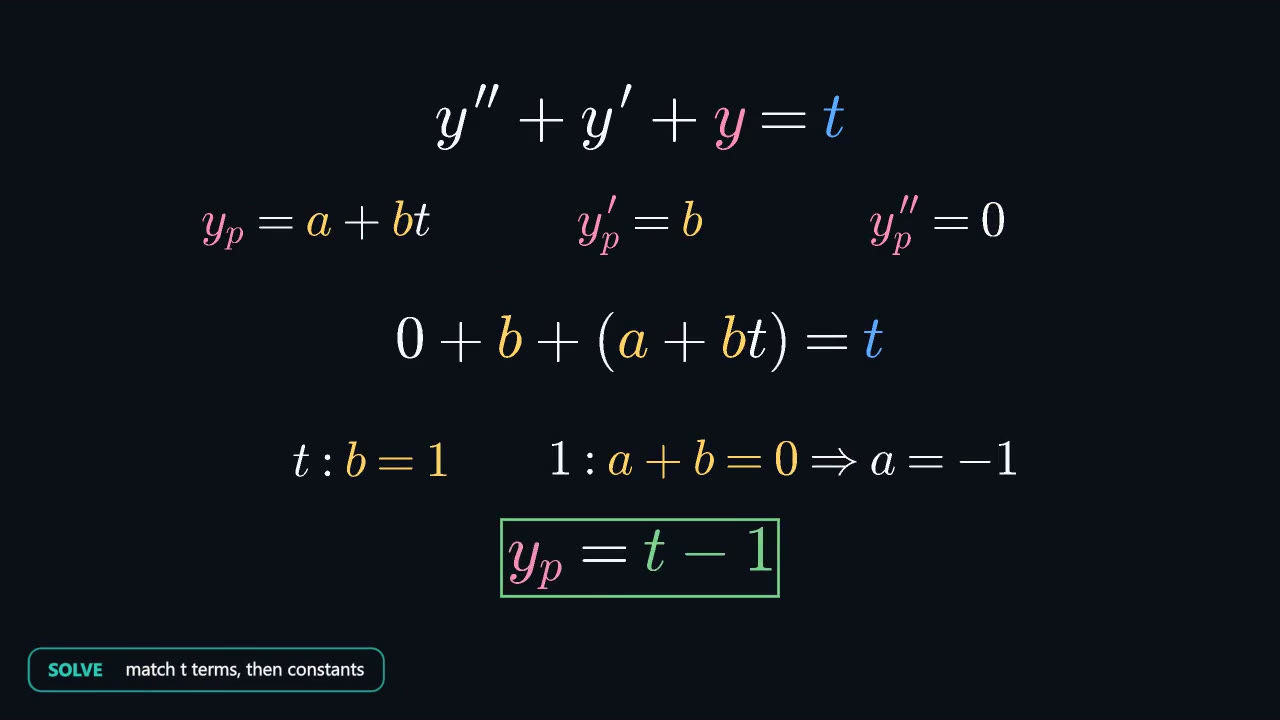 y″ + y′ + y = t
y_p = a + bt  y_p′ = b  y_p″ = 0
0 + b + (a + bt) = t
t : b = 1  1 : a + b = 0 ⇒ a = −1
y_p = t − 1
SOLVE match t terms, then constants